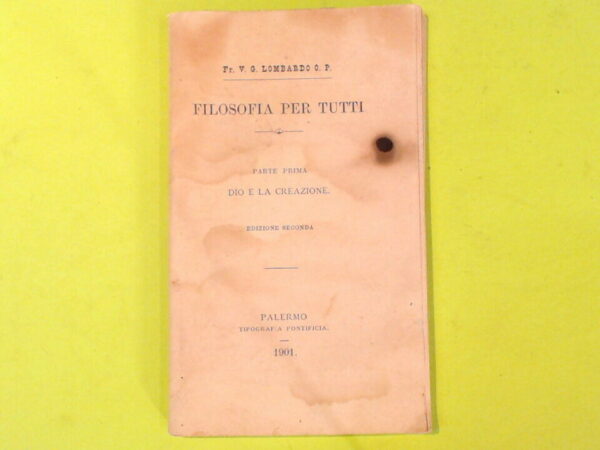 Fr. V. G. LOMBARDO O. P.
FILOSOFIA PER TUTTI
PARTE PRIMA
DIO E LA CREAZIONE.
EDIZIONE SECONDA
PALERMO
TIPOGRAFIA PONTIFICIA.
1901.